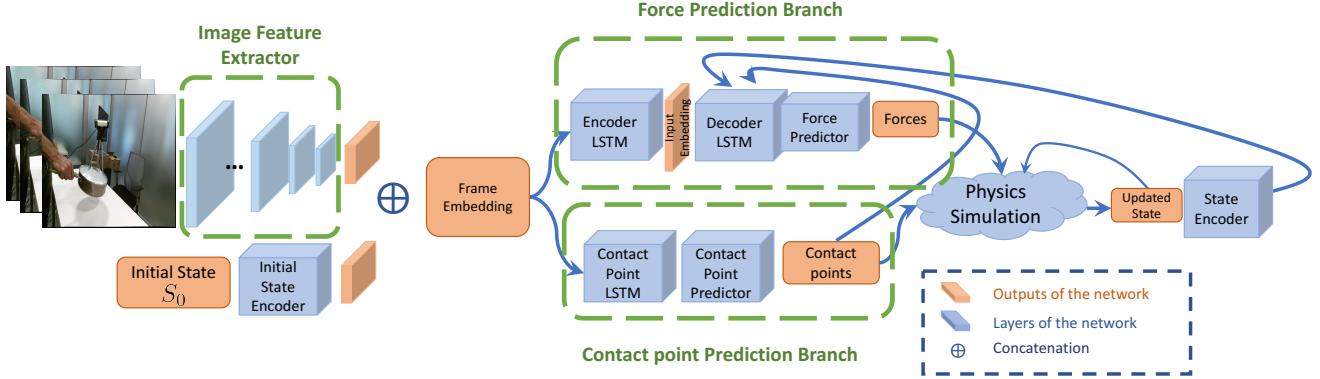 Force Prediction Branch
Image Feature
Extractor
...
Encoder
LSTM
Input
Embedding
Decoder
LSTM
Force
Predictor
Forces
Frame
Embedding
Physics
Simulation
Updated
State
State
Encoder
Initial State
S₀
Initial
State
Encoder
Contact
Point
LSTM
Contact
Point
Predictor
Contact
points
Contact point Prediction Branch
Outputs of the network
Layers of the network
⊕ Concatenation